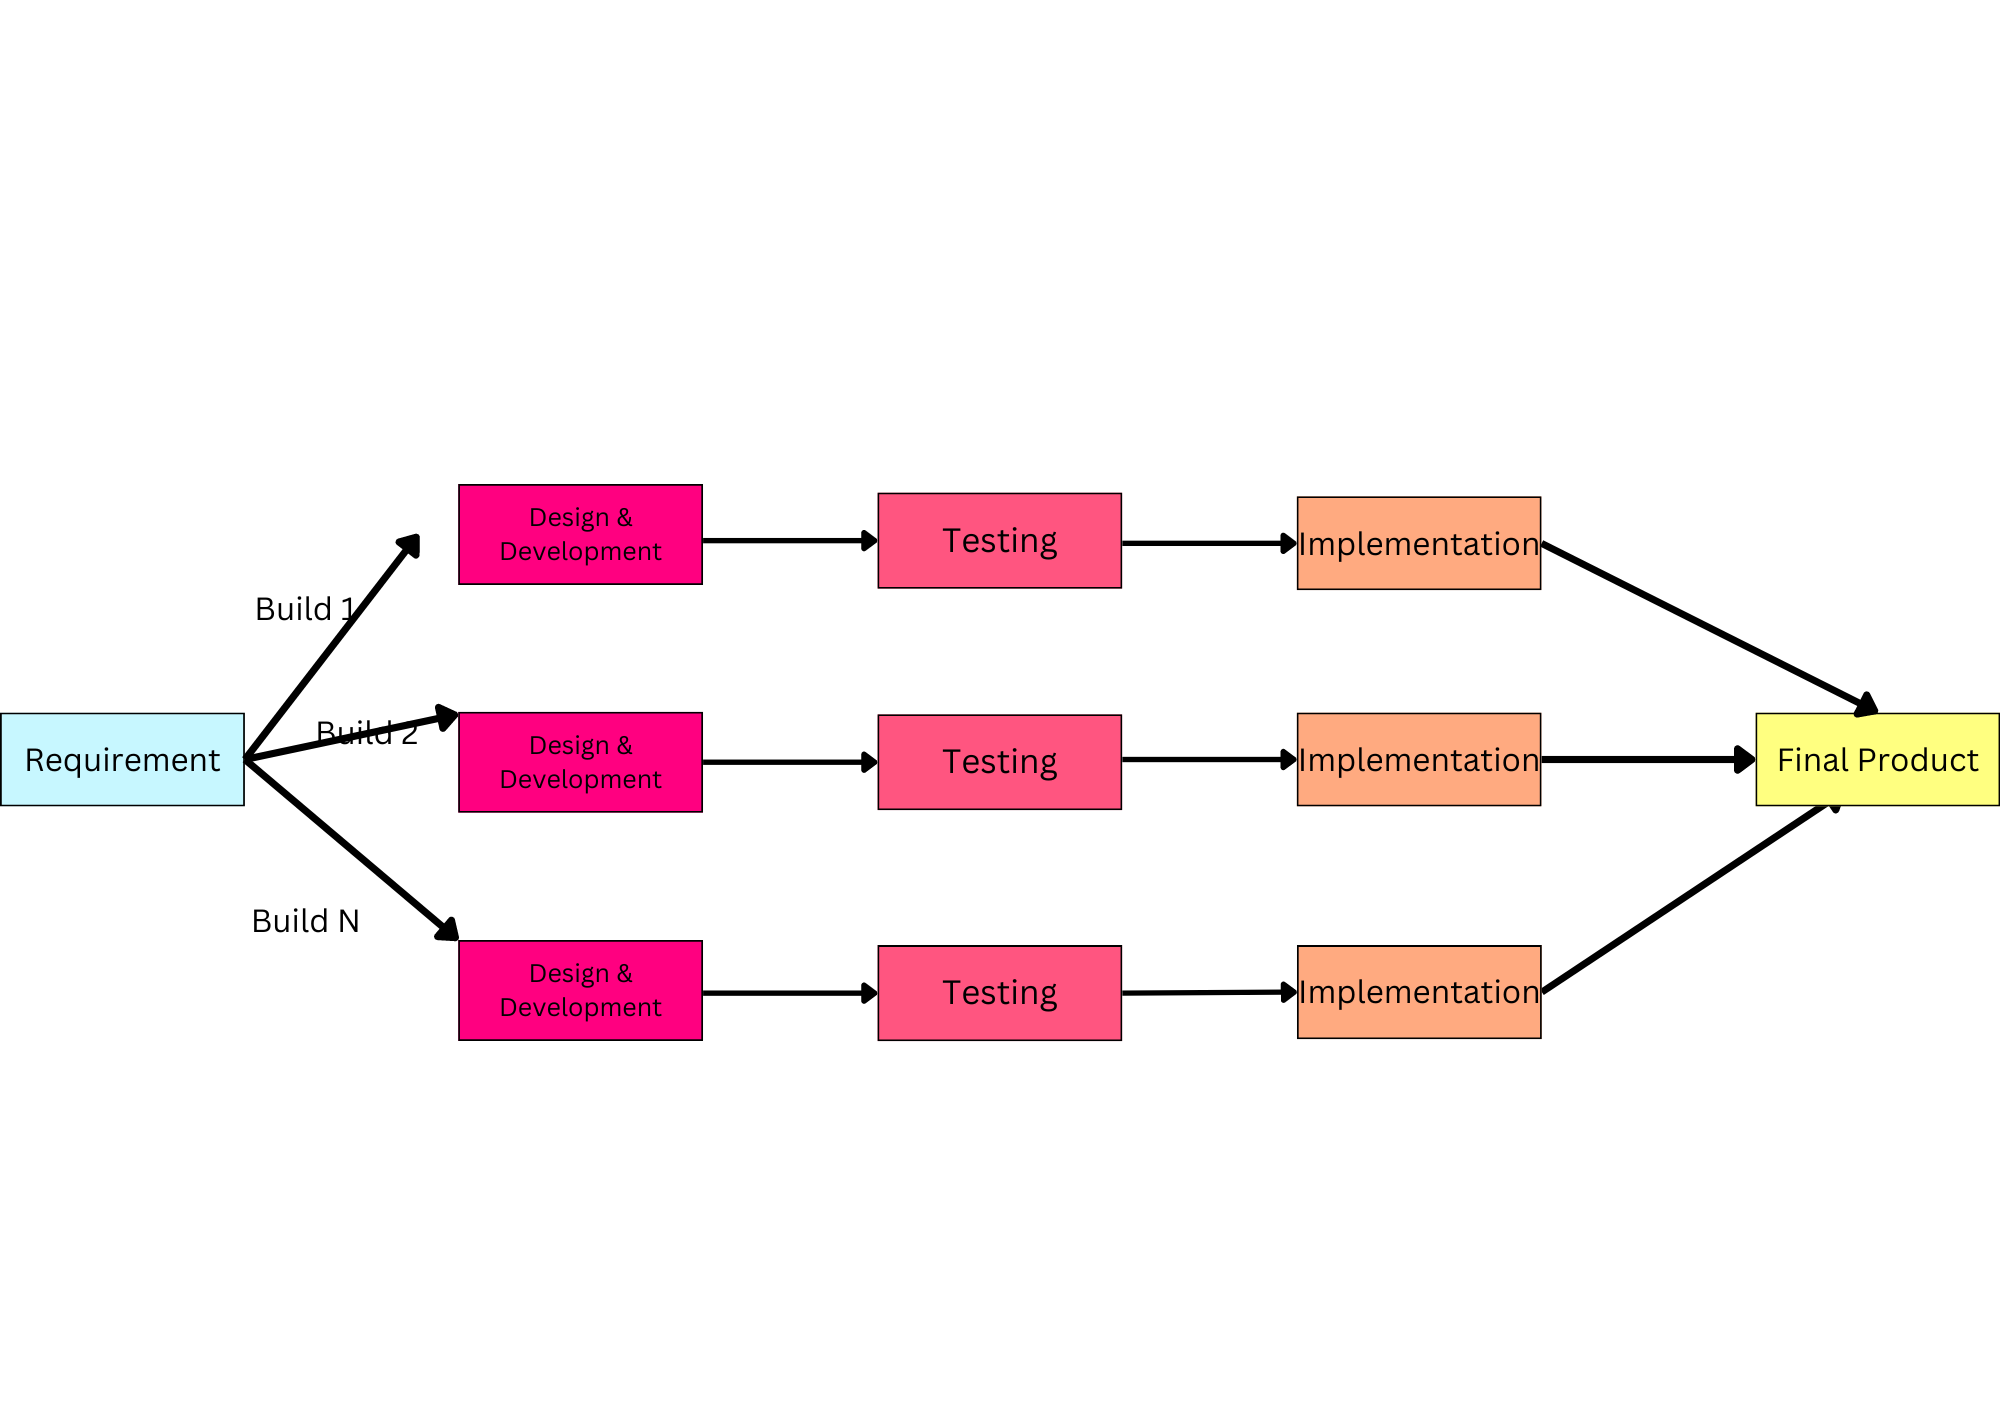 Requirement
Build 1
Design &
Development
Testing
Implementation
Build 2
Design &
Development
Testing
Implementation
Build N
Design &
Development
Testing
Implementation
Final Product